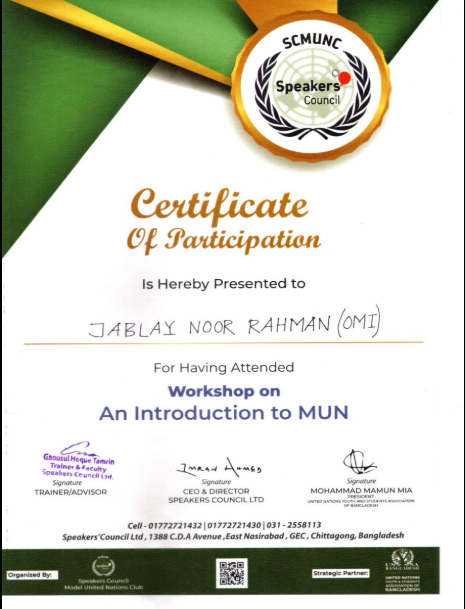 SCMUNC
Speakers'
Council
Certificate
Of Participation
Is Hereby Presented to
JABLAY NOOR RAHMAN (OMI)
For Having Attended
Workshop on
An Introduction to MUN
Ghousul Hoque Tamrin
Trainer & Faculty
Speakers Council Ltd.
Signature
TRAINER/ADVISOR
IMRAN AHMED
Signature
CEO & DIRECTOR
SPEAKERS COUNCIL LTD
Signature
MOHAMMAD MAMUN MIA
PRESIDENT
UNITED NATIONS YOUTH AND STUDENTS ASSOCIATION
OF BANGLADESH
Cell - 01772721432 | 01772721430 | 031 - 2558113
Speakers'Council Ltd , 1388 C.D.A Avenue ,East Nasirabad , GEC , Chittagong, Bangladesh
Organized By:
Speakers Council
Model United Nations Club
Strategic Partner:
UNITED NATIONS
YOUTH & STUDENTS
ASSOCIATION OF
BANGLADESH